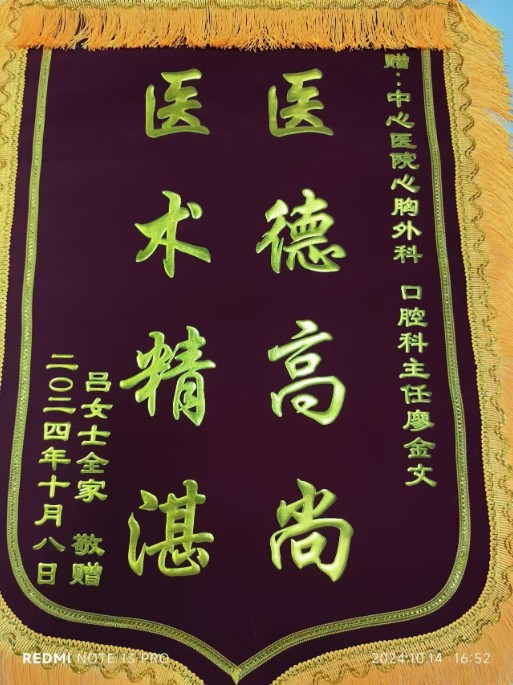 赠：中心医院心胸外科 口腔科主任廖金文
医德高尚
医术精湛
吕女士全家 敬赠
二〇二四年十月八日
REDMI NOTE 13 PRO
2024.10.14 16:52